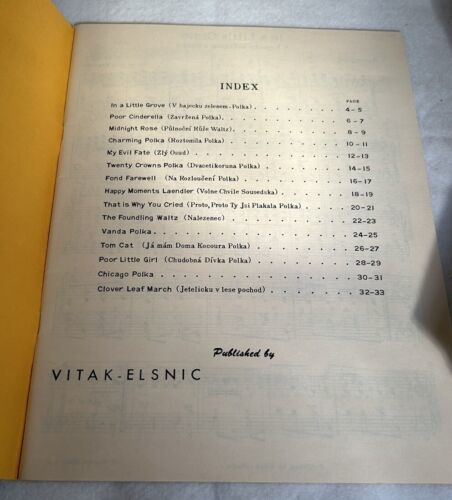 INDEX
PAGE
In a Little Grove (V háječku zeleném-Polka) . . . . . . . 4-5
Poor Cinderella (Zavržená Polka) . . . . . . . . . 6-7
Midnight Rose (Půlnoční Růže Waltz) . . . . . . . . 8-9
Charming Polka (Roztomila Polka) . . . . . . . . . 10-11
My Evil Fate (Zlý Osud) . . . . . . . . . . 12-13
Twenty Crowns Polka (Dvacetikoruna Polka) . . . . . . . 14-15
Fond Farewell (Na Rozloučení Polka) . . . . . . . . 16-17
Happy Moments Laendler (Volne Chvile Sousedska) . . . . . . 18-19
That is Why You Cried (Proto, Proto Ty Jsi Plakala Polka) . . . . 20-21
The Foundling Waltz (Nalezenec) . . . . . . . . . 22-23
Vanda Polka . . . . . . . . . . . . . 24-25
Tom Cat (Já mám Doma Kocoura Polka) . . . . . . . . 26-27
Poor Little Girl (Chudobná Dívka Polka) . . . . . . . . 28-29
Chicago Polka . . . . . . . . . . . . . 30-31
Clover Leaf March (Jetelicku v lese pochod) . . . . . . . 32-33
Published by
VITAK-ELSNIC